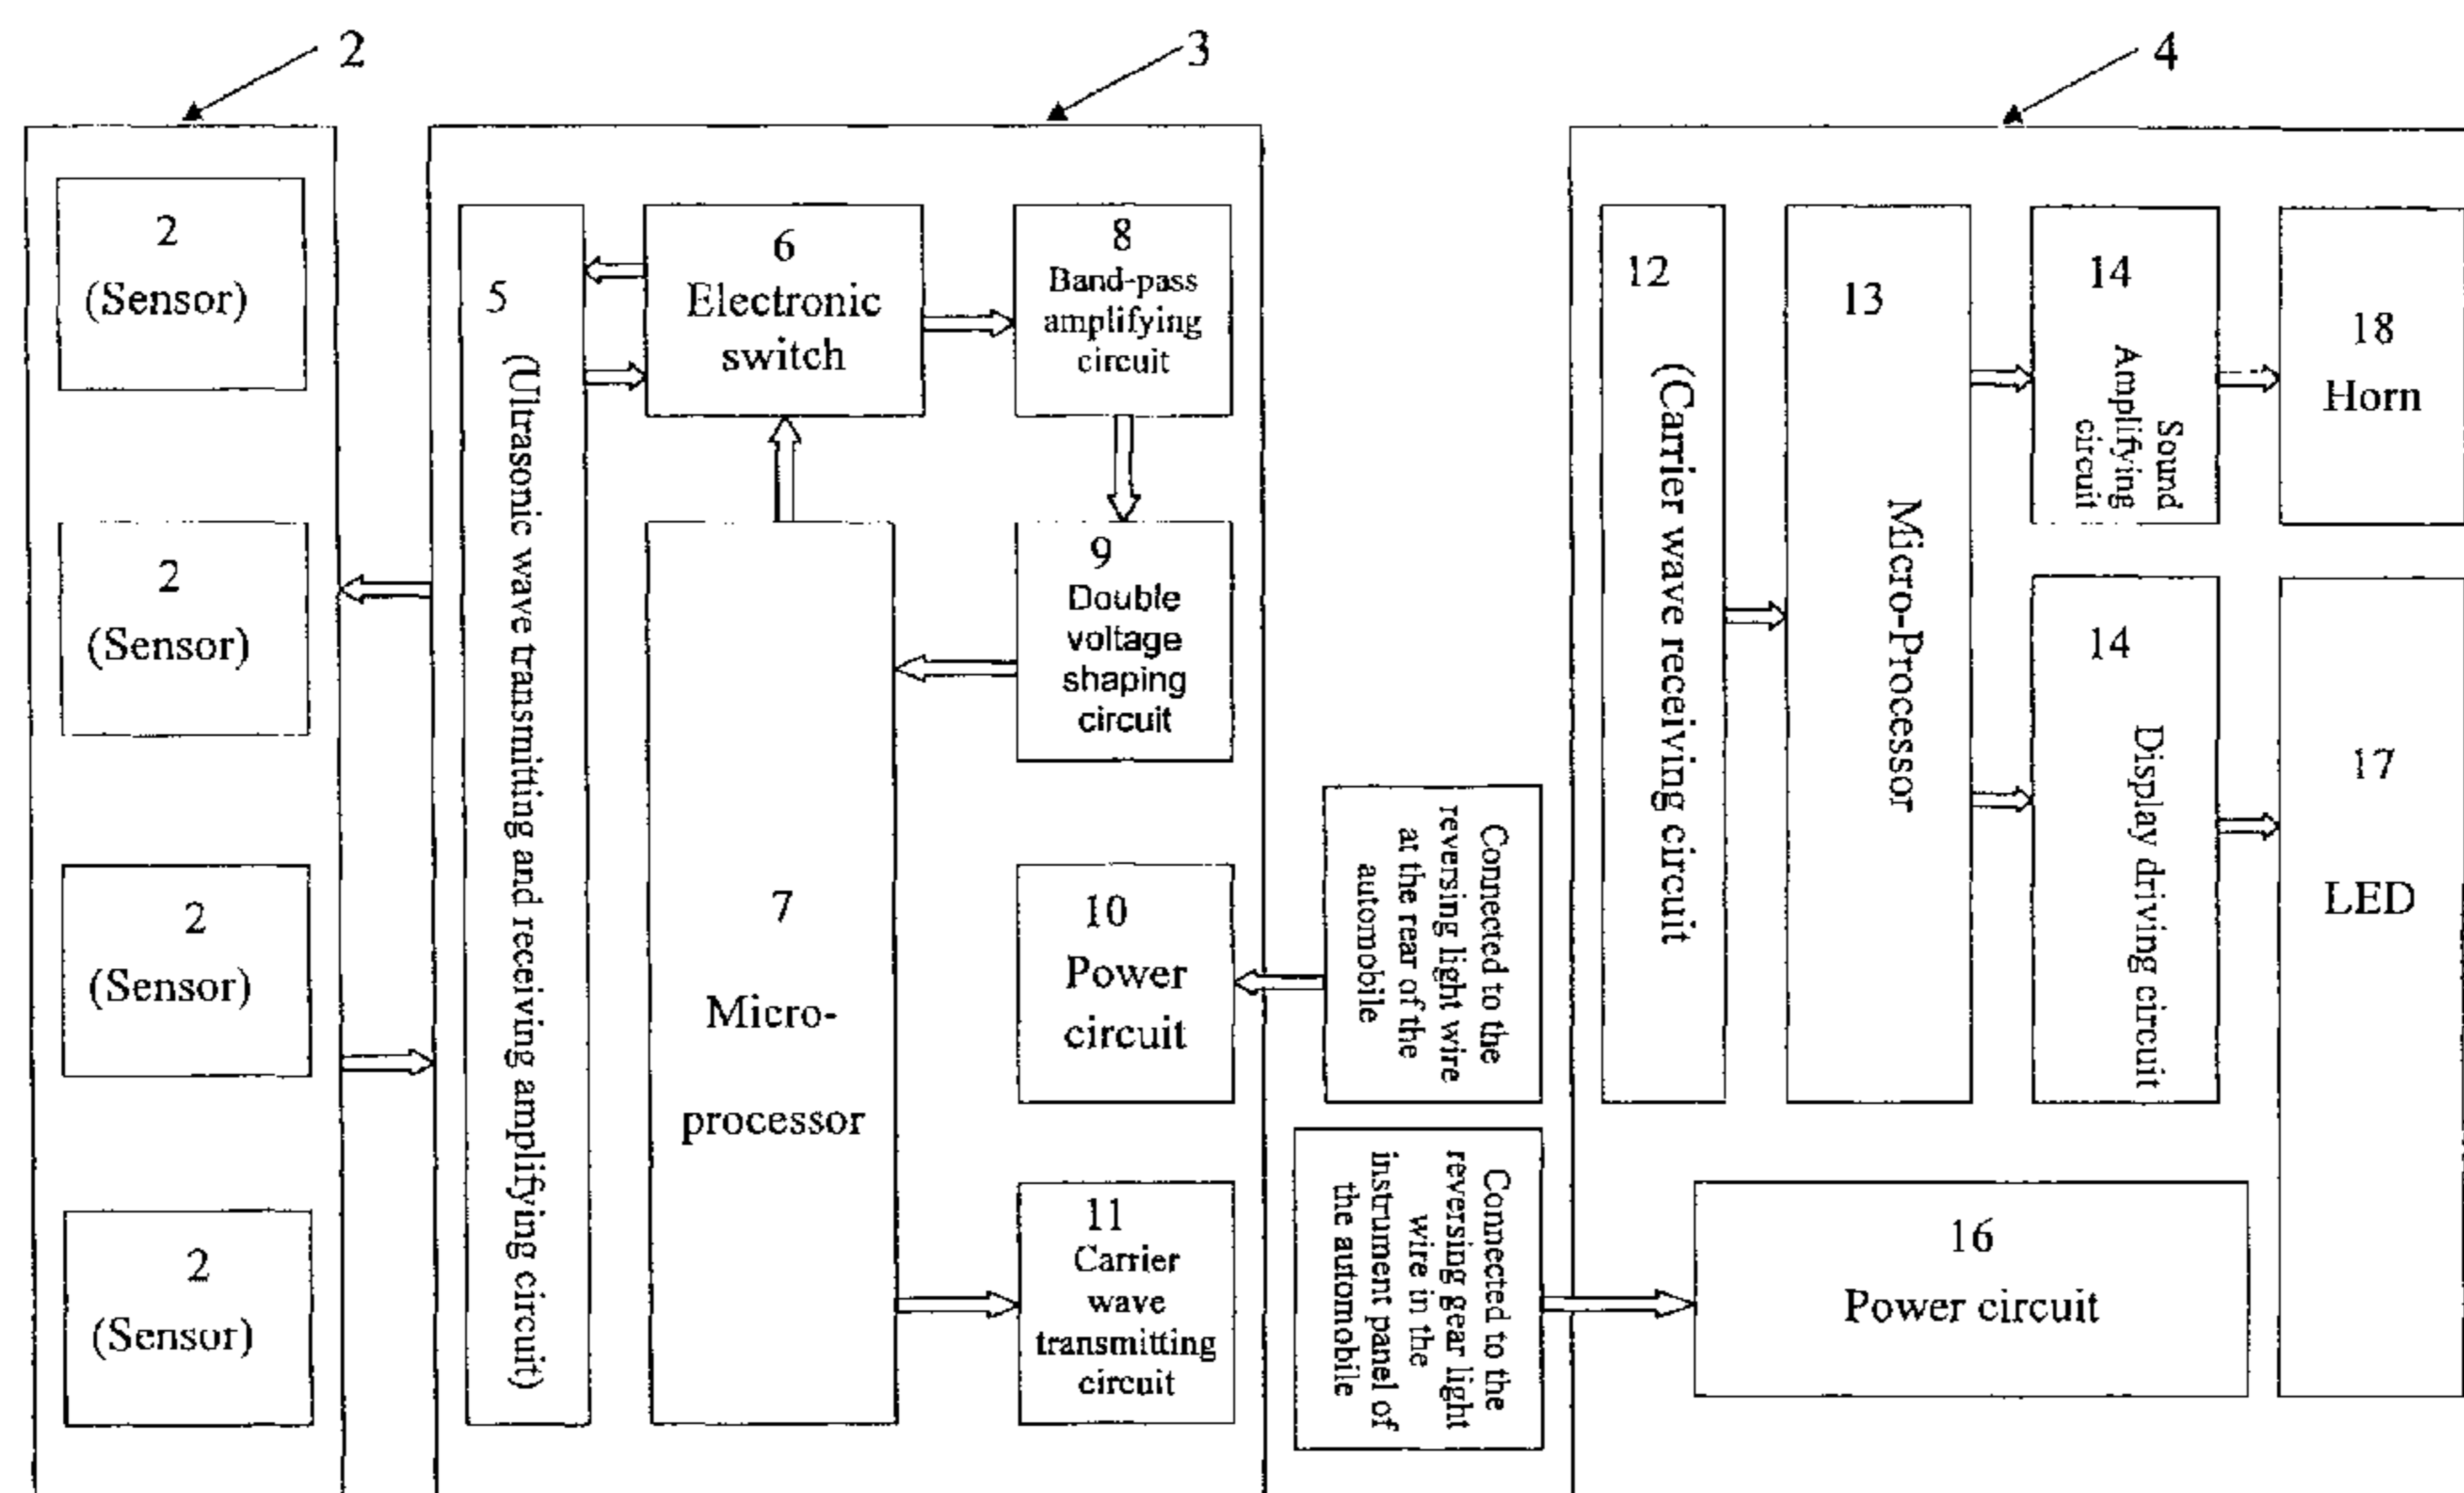 2
3
4
2
(Sensor)
2
(Sensor)
2
(Sensor)
2
(Sensor)
5
(Ultrasonic wave transmitting and receiving amplifying circuit)
6
Electronic
switch
7
Micro-
processor
8
Band-pass
amplifying
circuit
9
Double
voltage
shaping
circuit
10
Power
circuit
11
Carrier
wave
transmitting
circuit
Connected to the
reversing light wire
at the rear of the
automobile
Connected to the
reversing gear light
wire in the
instrument panel of
the automobile
12
(Carrier wave receiving circuit
13
Micro-Processor
14
Sound
Amplifying
circuit
14
Display driving circuit
18
Horn
17
LED
16
Power circuit